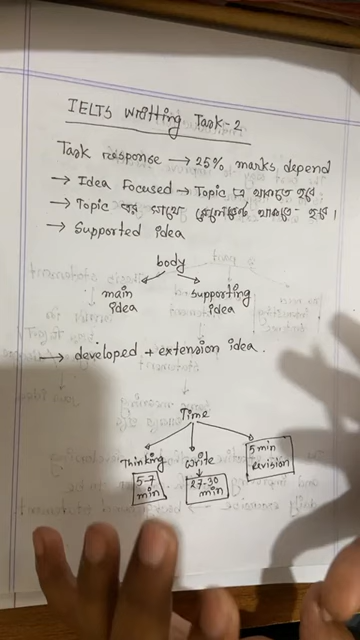 IELTS writting Task-2
Task response → 25% marks depend
→ Idea Focused → Topic এ থাকতে হবে
→ Topic এর সাথে রিলেটেড থাকতে হবে।
→ Supported idea
body
main idea
supporting idea
→ developed + extension idea.
Time
Thinking
write
5 min revision
5-7 min
27-30 min